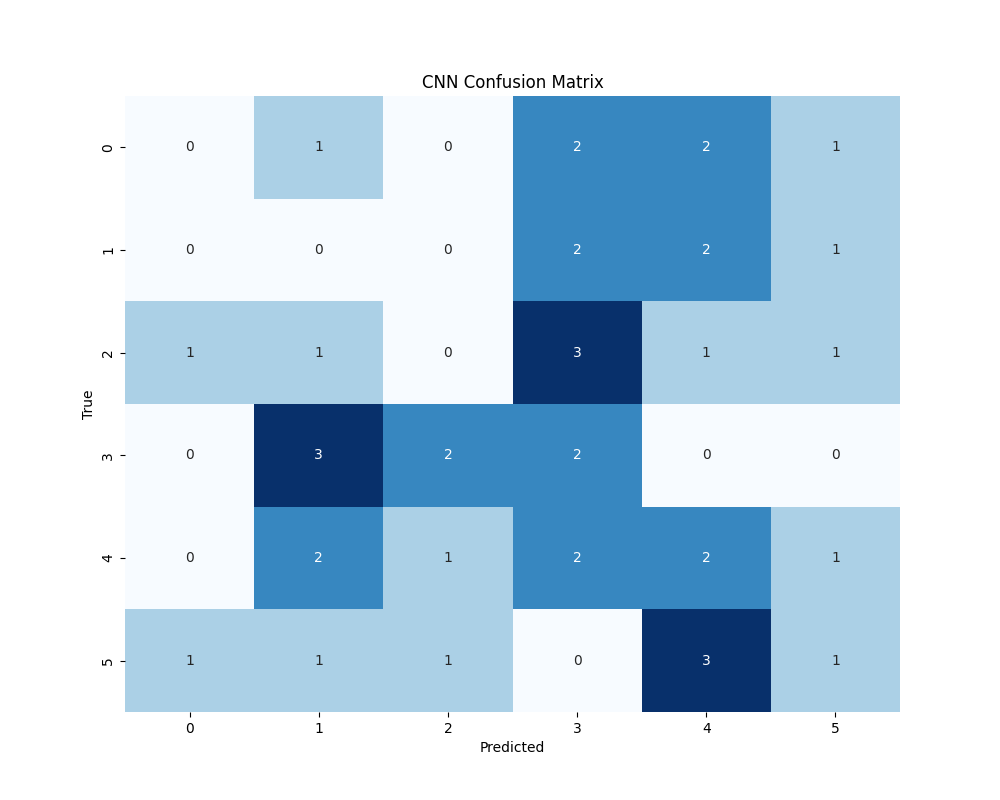 CNN Confusion Matrix
0 0 1 0 2 2 1
1 0 0 0 2 2 1
2 1 1 0 3 1 1
True
3 0 3 2 2 0 0
4 0 2 1 2 2 1
5 1 1 1 0 3 1
0 1 2 3 4 5
Predicted